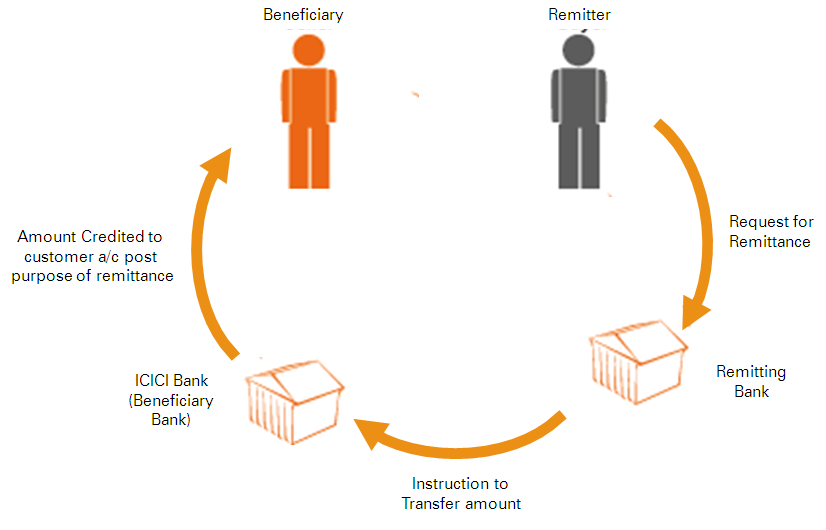 Beneficiary
Remitter
Request for
Remittance
Amount Credited to
customer a/c post
purpose of remittance
Remitting
Bank
ICICI Bank
(Beneficiary
Bank)
Instruction to
Transfer amount